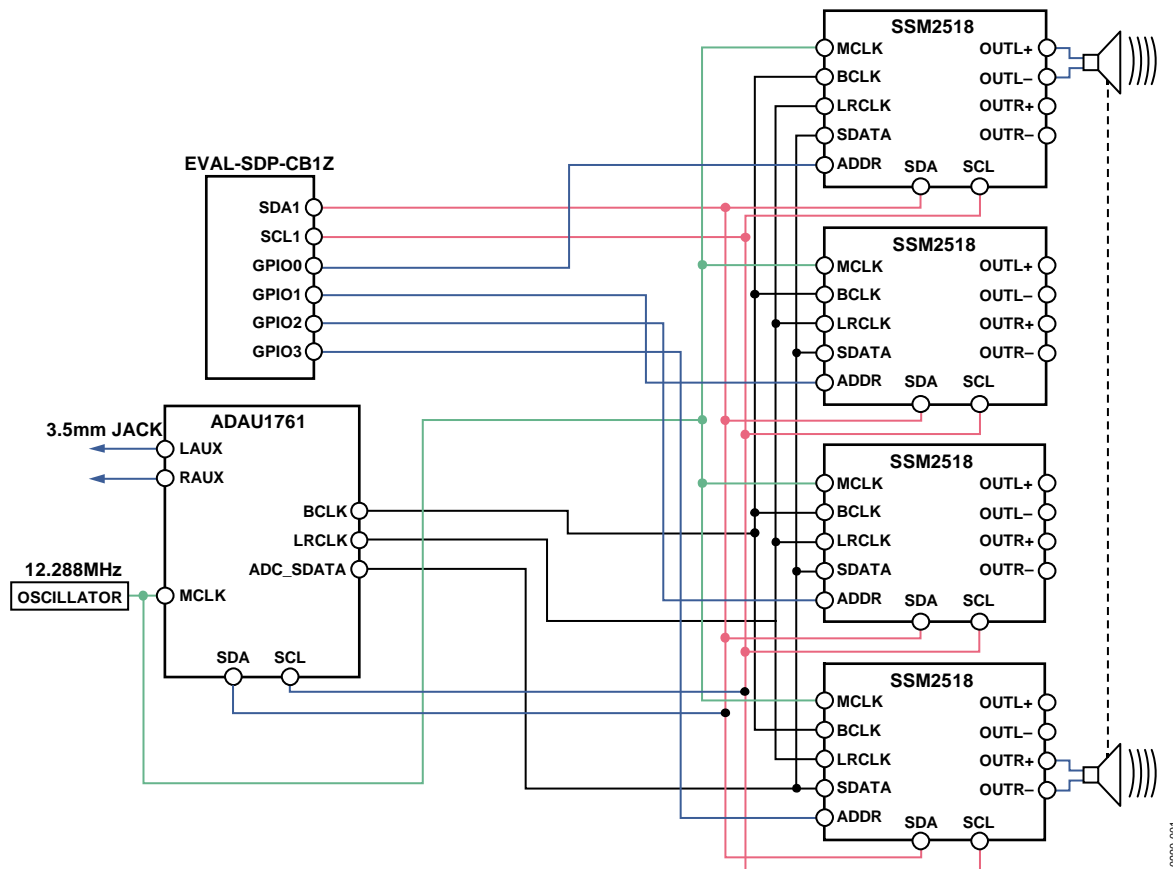 EVAL-SDP-CB1Z
SDA1
SCL1
GPIO0
GPIO1
GPIO2
GPIO3
ADAU1761
3.5mm JACK
LAUX
RAUX
BCLK
LRCLK
ADC_SDATA
12.288MHz
OSCILLATOR
MCLK
SDA
SCL
SSM2518
MCLK
BCLK
LRCLK
SDATA
ADDR
OUTL+
OUTL–
OUTR+
OUTR–
SDA
SCL
SSM2518
MCLK
BCLK
LRCLK
SDATA
ADDR
OUTL+
OUTL–
OUTR+
OUTR–
SDA
SCL
SSM2518
MCLK
BCLK
LRCLK
SDATA
ADDR
OUTL+
OUTL–
OUTR+
OUTR–
SDA
SCL
SSM2518
MCLK
BCLK
LRCLK
SDATA
ADDR
OUTL+
OUTL–
OUTR+
OUTR–
SDA
SCL